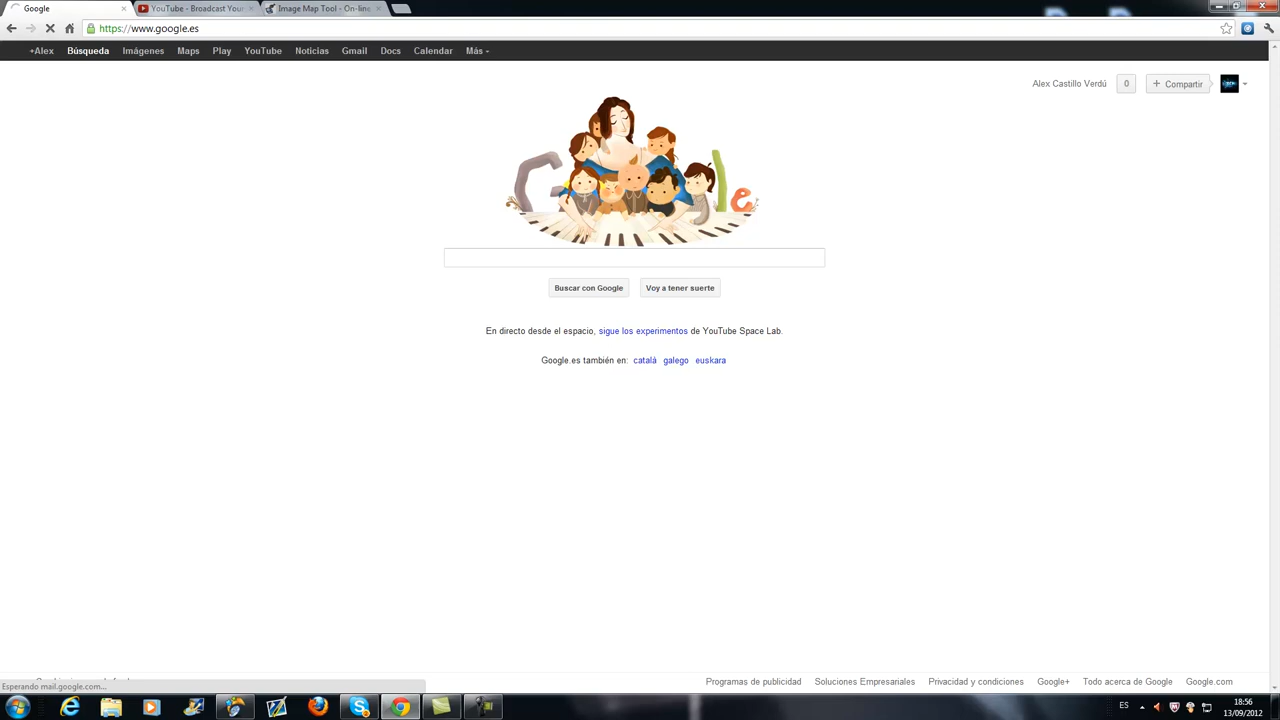 Google
YouTube - Broadcast Your
Image Map Tool - On-line
https://www.google.es
+Alex Búsqueda Imágenes Maps Play YouTube Noticias Gmail Docs Calendar Más
Alex Castillo Verdú 0 + Compartir
G le
Buscar con Google Voy a tener suerte
En directo desde el espacio, sigue los experimentos de YouTube Space Lab.
Google.es también en: català galego euskara
Programas de publicidad Soluciones Empresariales Privacidad y condiciones Google+ Todo acerca de Google Google.com
Esperando mail.google.com...
ES 18:56
13/09/2012